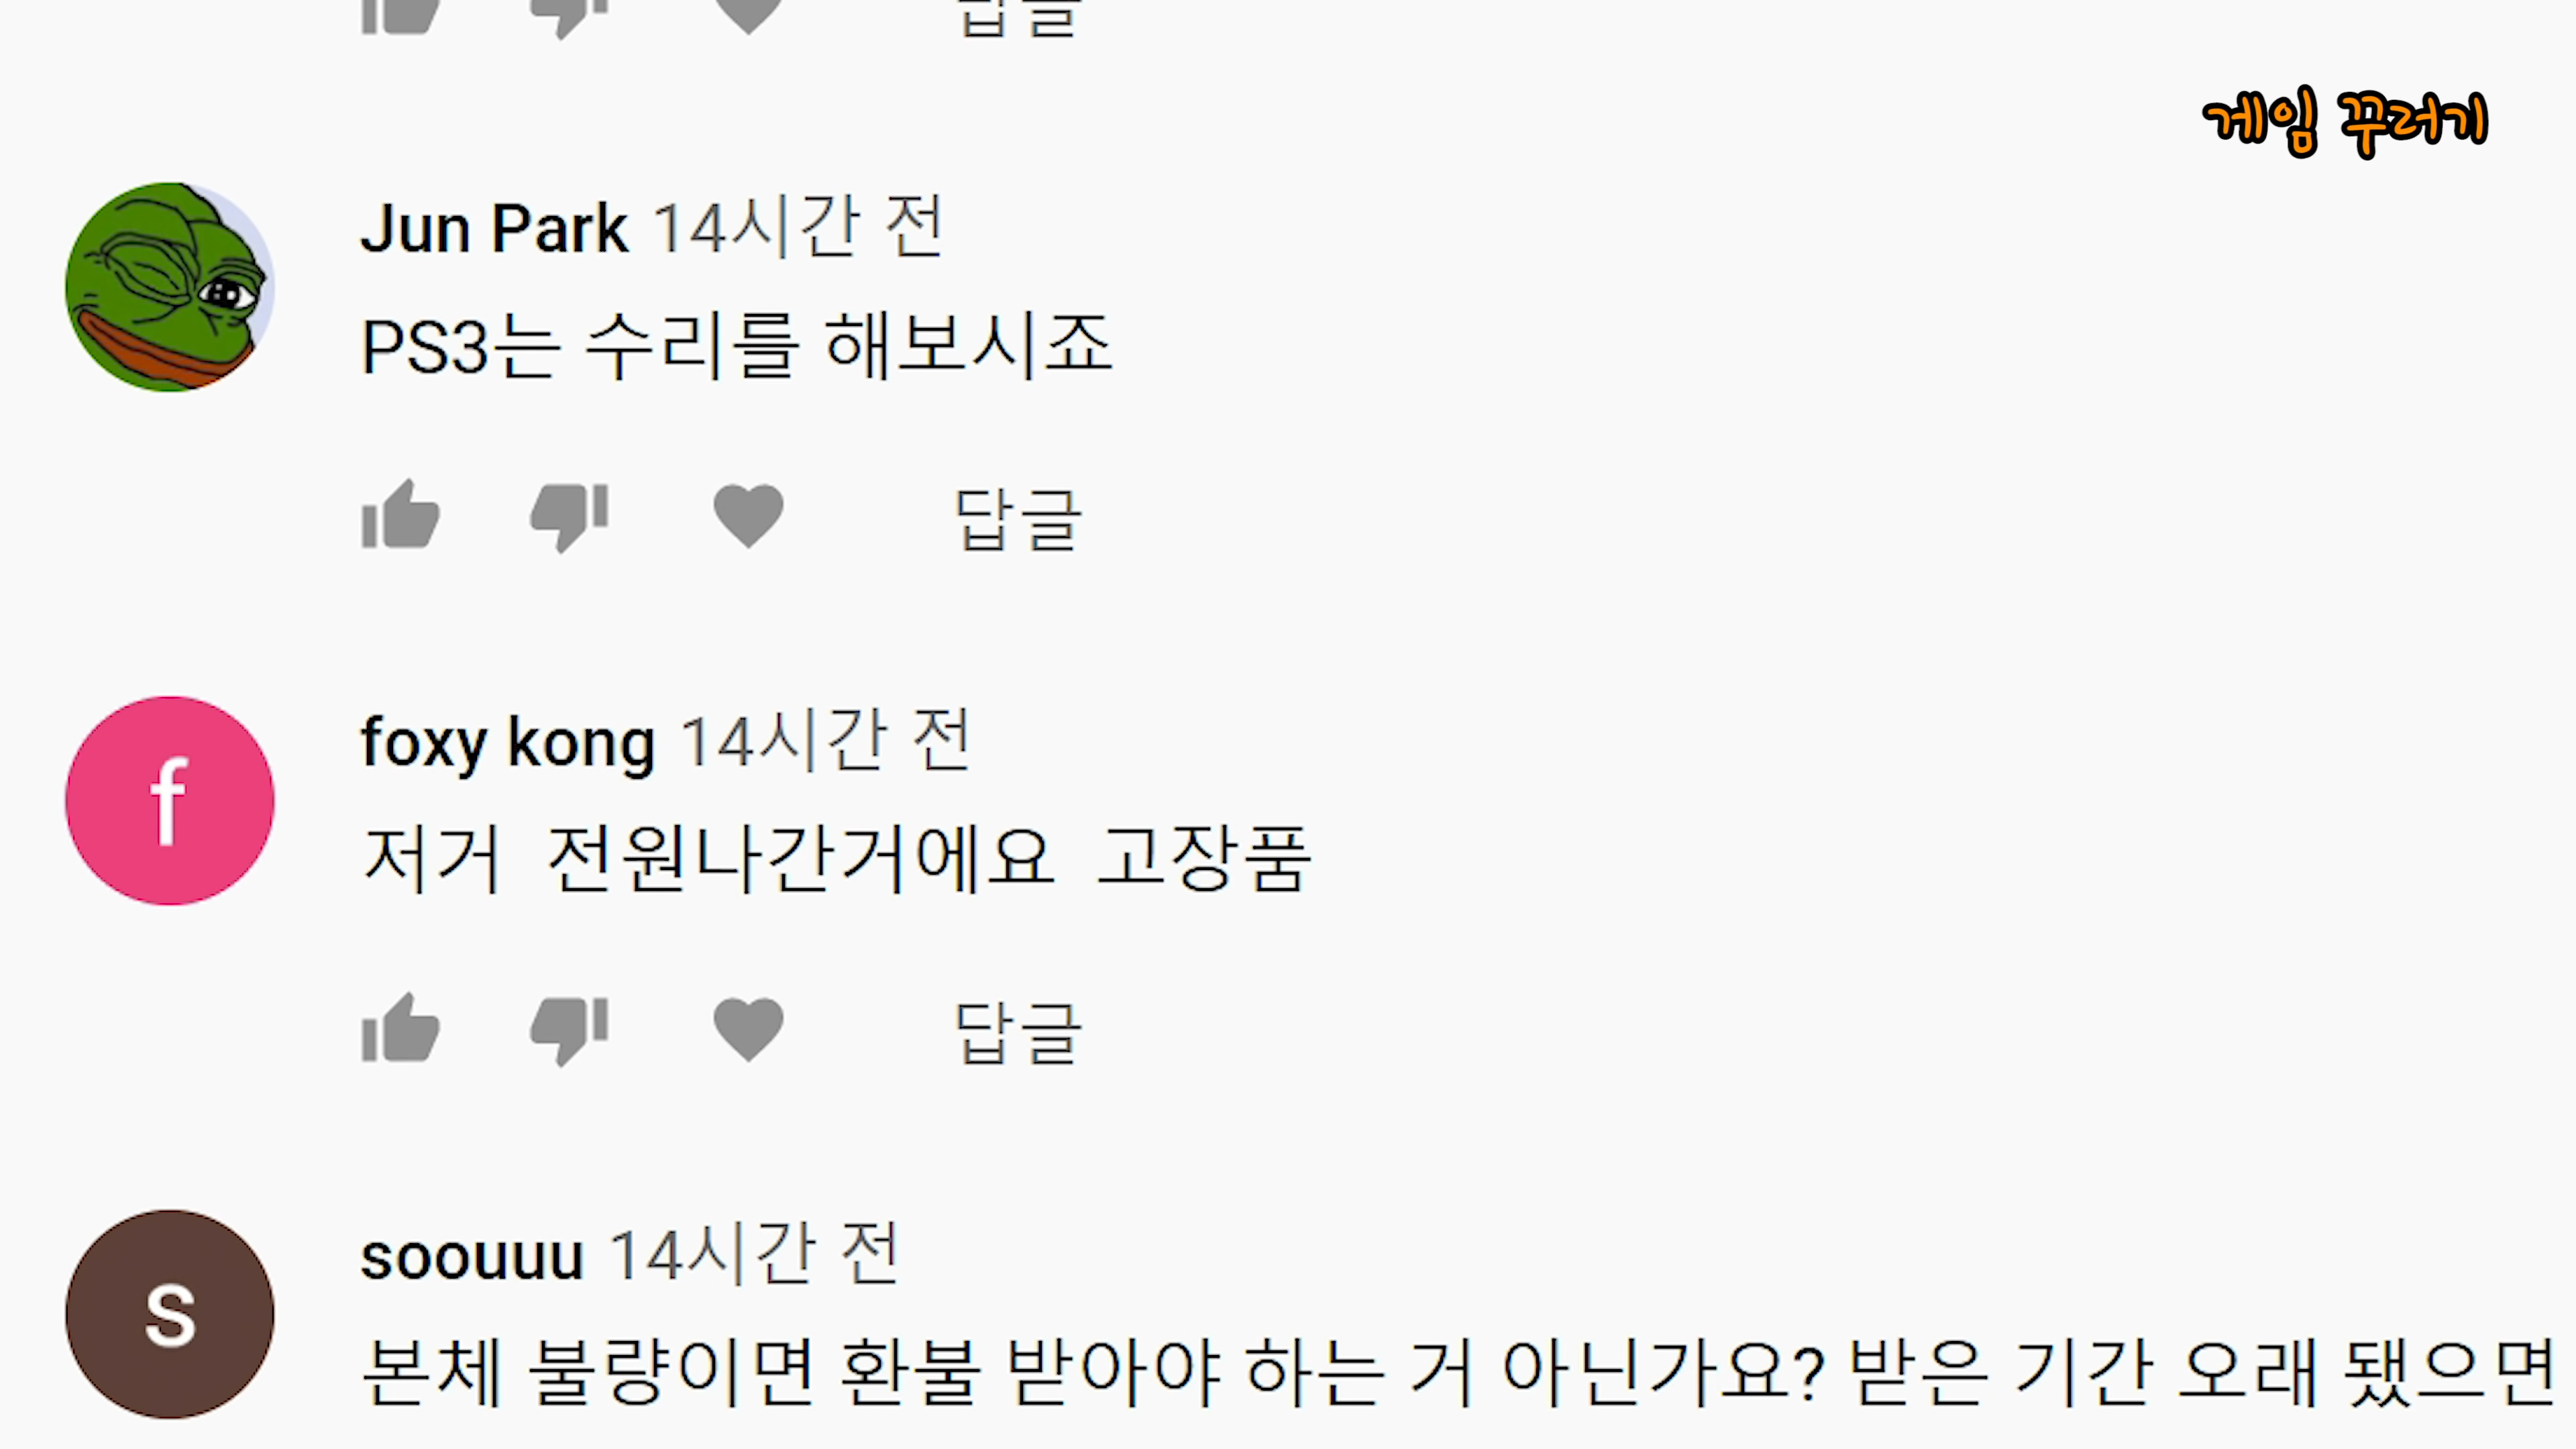 답글
게임 꾸러기
Jun Park 14시간 전
PS3는 수리를 해보시죠
답글
f
foxy kong 14시간 전
저거 전원나간거에요 고장품
답글
s
soouuu 14시간 전
본체 불량이면 환불 받아야 하는 거 아닌가요? 받은 기간 오래 됐으면